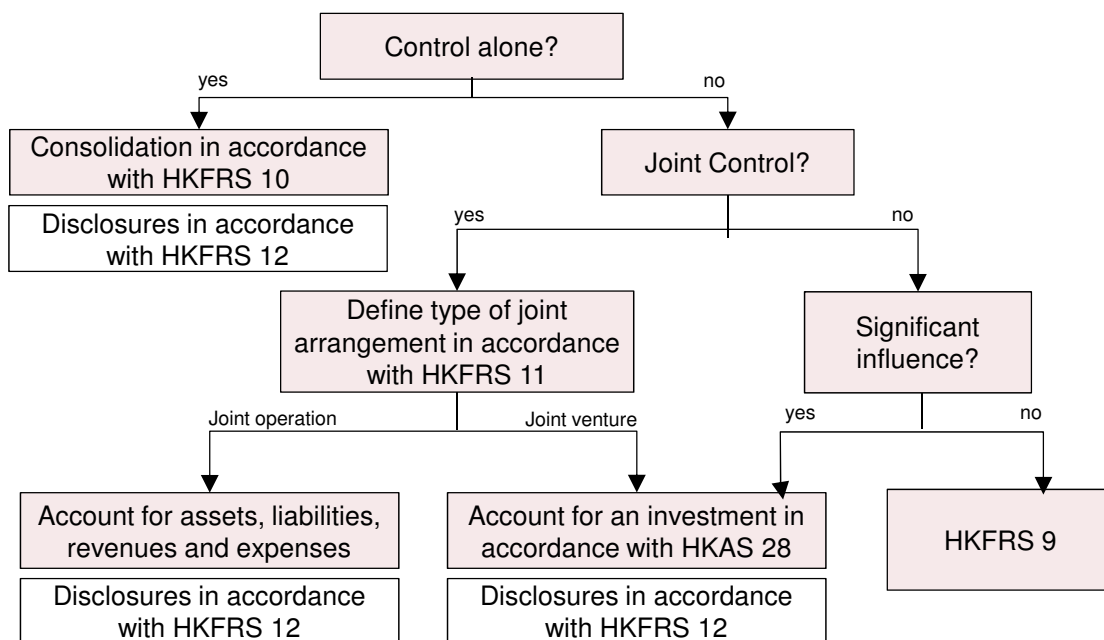 Control alone?
yes
no
Consolidation in accordance
with HKFRS 10
Joint Control?
Disclosures in accordance
with HKFRS 12
yes
no
Define type of joint
arrangement in accordance
with HKFRS 11
Significant
influence?
Joint operation
Joint venture
yes
no
Account for assets, liabilities,
revenues and expenses
Account for an investment in
accordance with HKAS 28
HKFRS 9
Disclosures in accordance
with HKFRS 12
Disclosures in accordance
with HKFRS 12